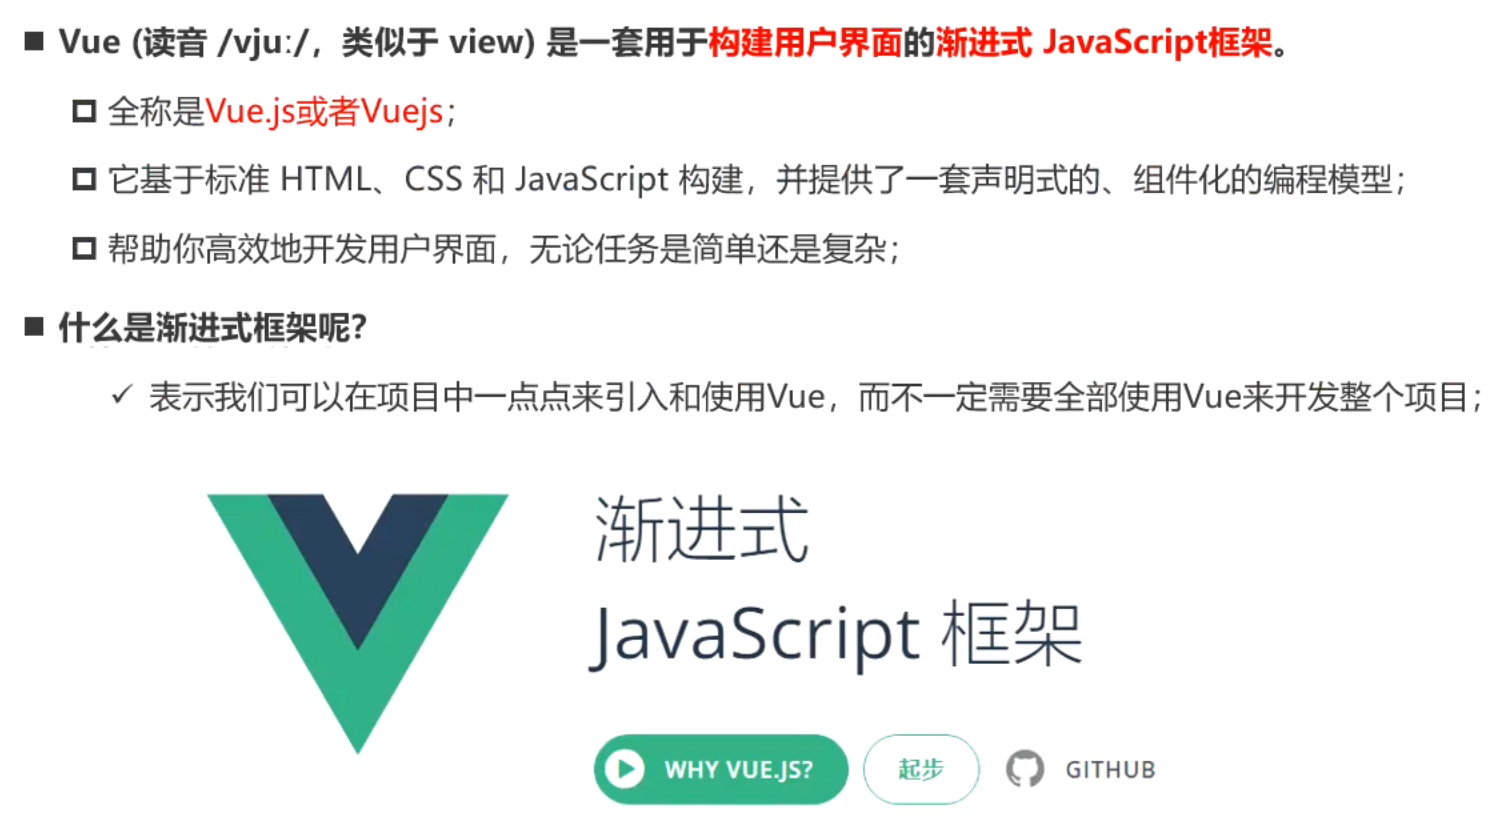 Vue (读音 /vjuː/，类似于 view) 是一套用于构建用户界面的渐进式 JavaScript框架。
全称是Vue.js或者Vuejs；
它基于标准 HTML、CSS 和 JavaScript 构建，并提供了一套声明式的、组件化的编程模型；
帮助你高效地开发用户界面，无论任务是简单还是复杂；
什么是渐进式框架呢？
表示我们可以在项目中一点点来引入和使用Vue，而不一定需要全部使用Vue来开发整个项目；
渐进式
JavaScript 框架
WHY VUE.JS? 起步 GITHUB